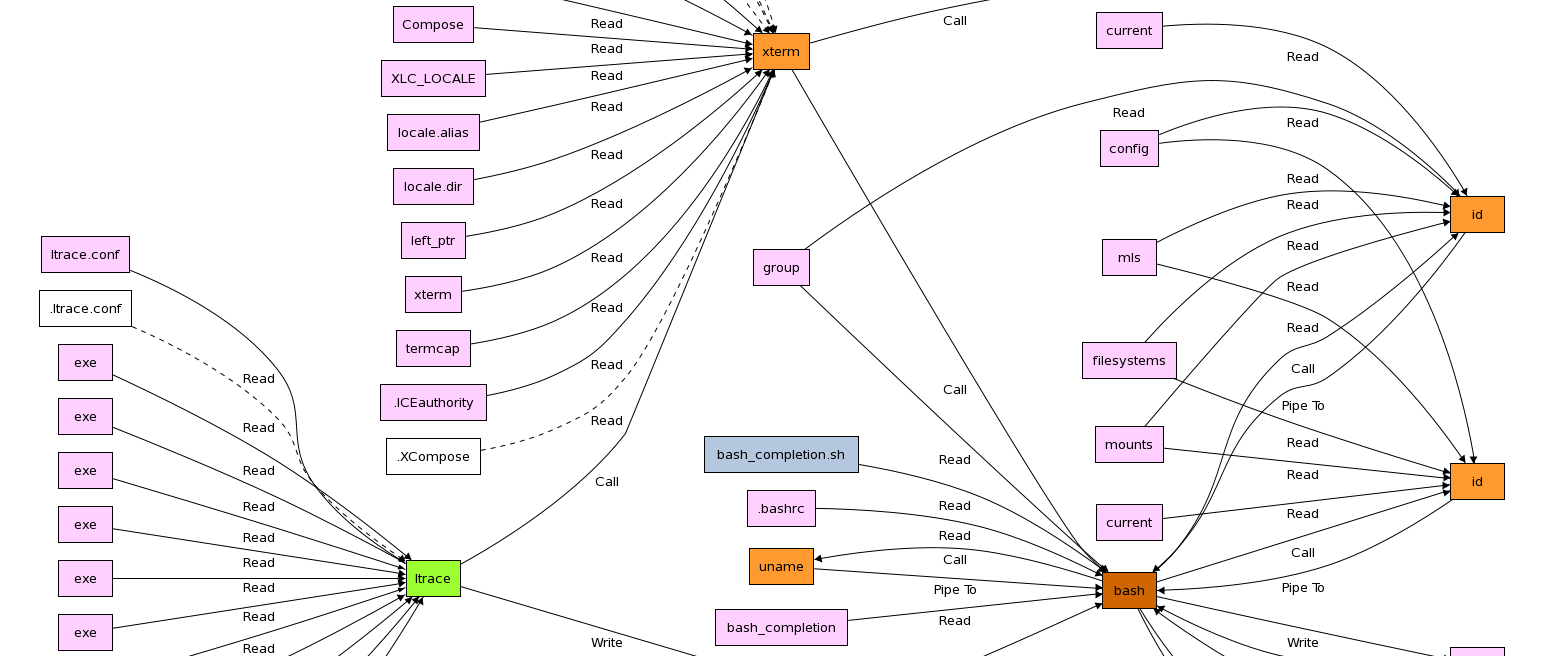 ltrace.conf
.ltrace.conf
exe
exe
exe
exe
exe
exe
Read
Read
Read
Read
Read
Read
Read
Read
Read
Compose
XLC_LOCALE
locale.alias
locale.dir
left_ptr
xterm
termcap
.ICEauthority
.XCompose
ltrace
Read
Read
Read
Read
Read
Read
Read
Read
Read
Read
Call
Write
xterm
group
bash_completion.sh
.bashrc
uname
bash_completion
Call
Call
Read
Read
Read
Call
Pipe To
Read
current
Read
config
mls
filesystems
mounts
current
bash
Read
Read
Read
Read
Read
Read
Read
Call
Pipe To
Read
Read
Read
Call
Pipe To
Write
id
id